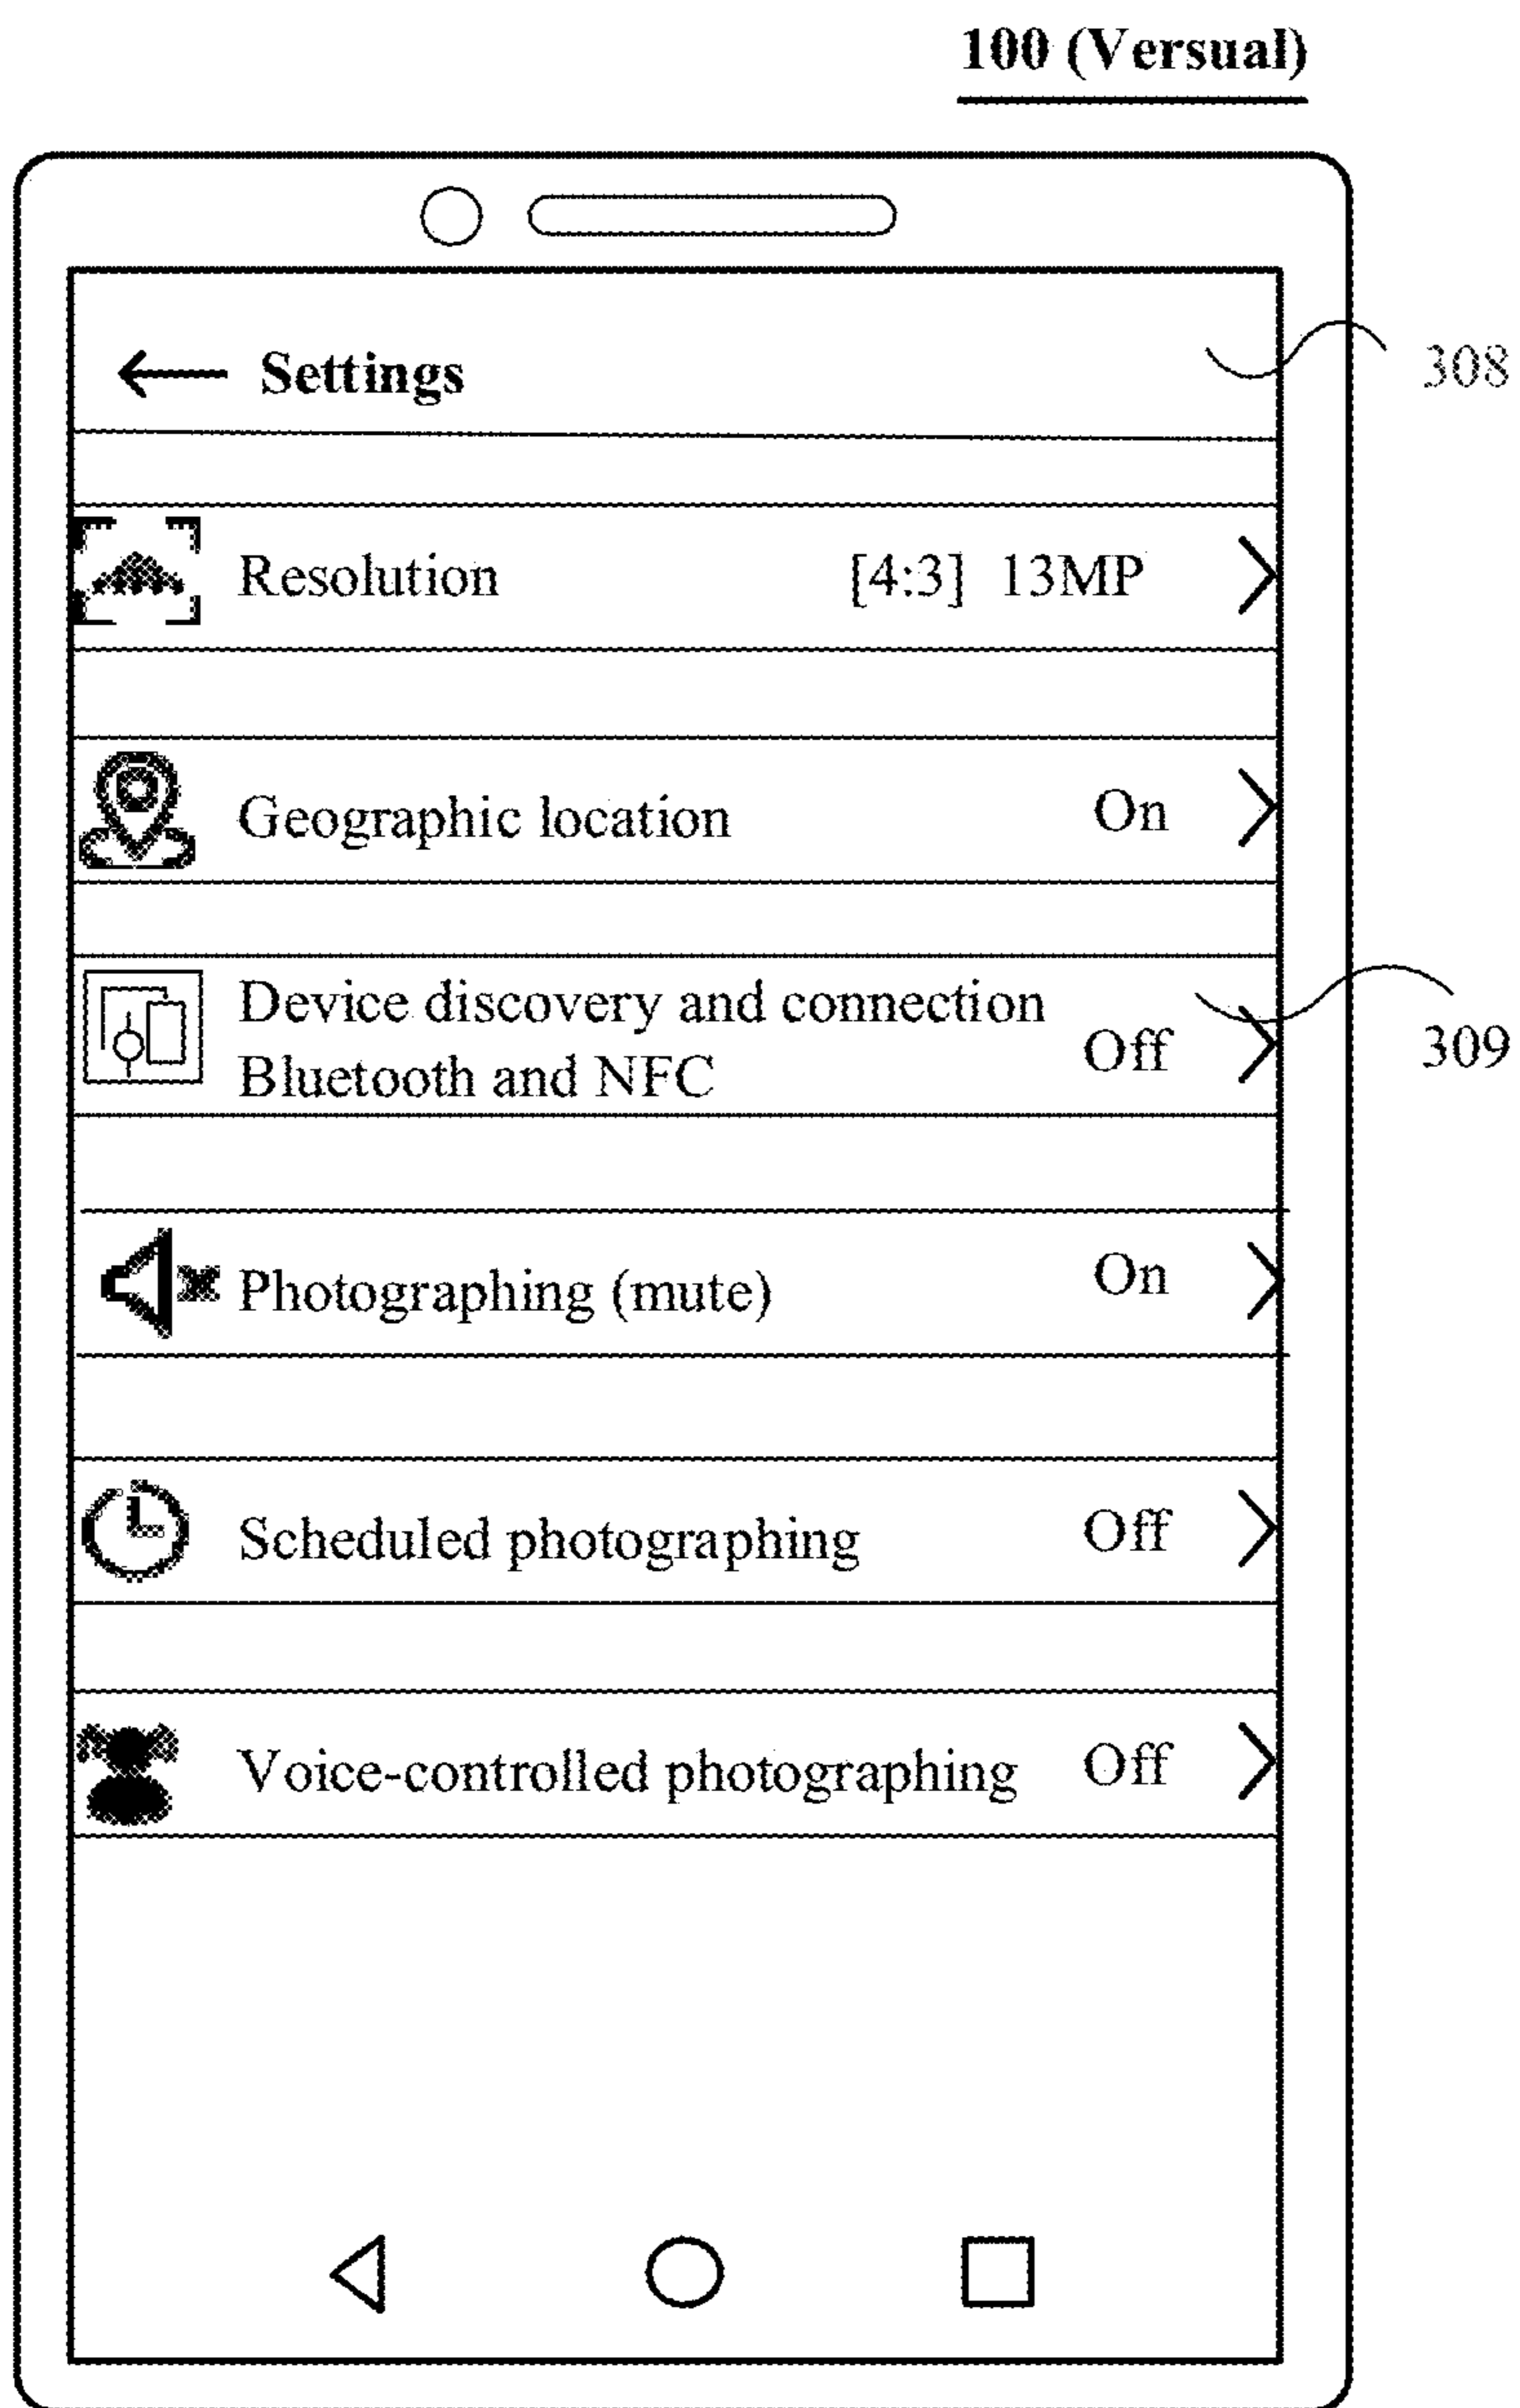 100 (Versual)
Settings
308
Resolution [4:3] 13MP
Geographic location On
Device discovery and connection
Bluetooth and NFC Off
309
Photographing (mute) On
Scheduled photographing Off
Voice-controlled photographing Off